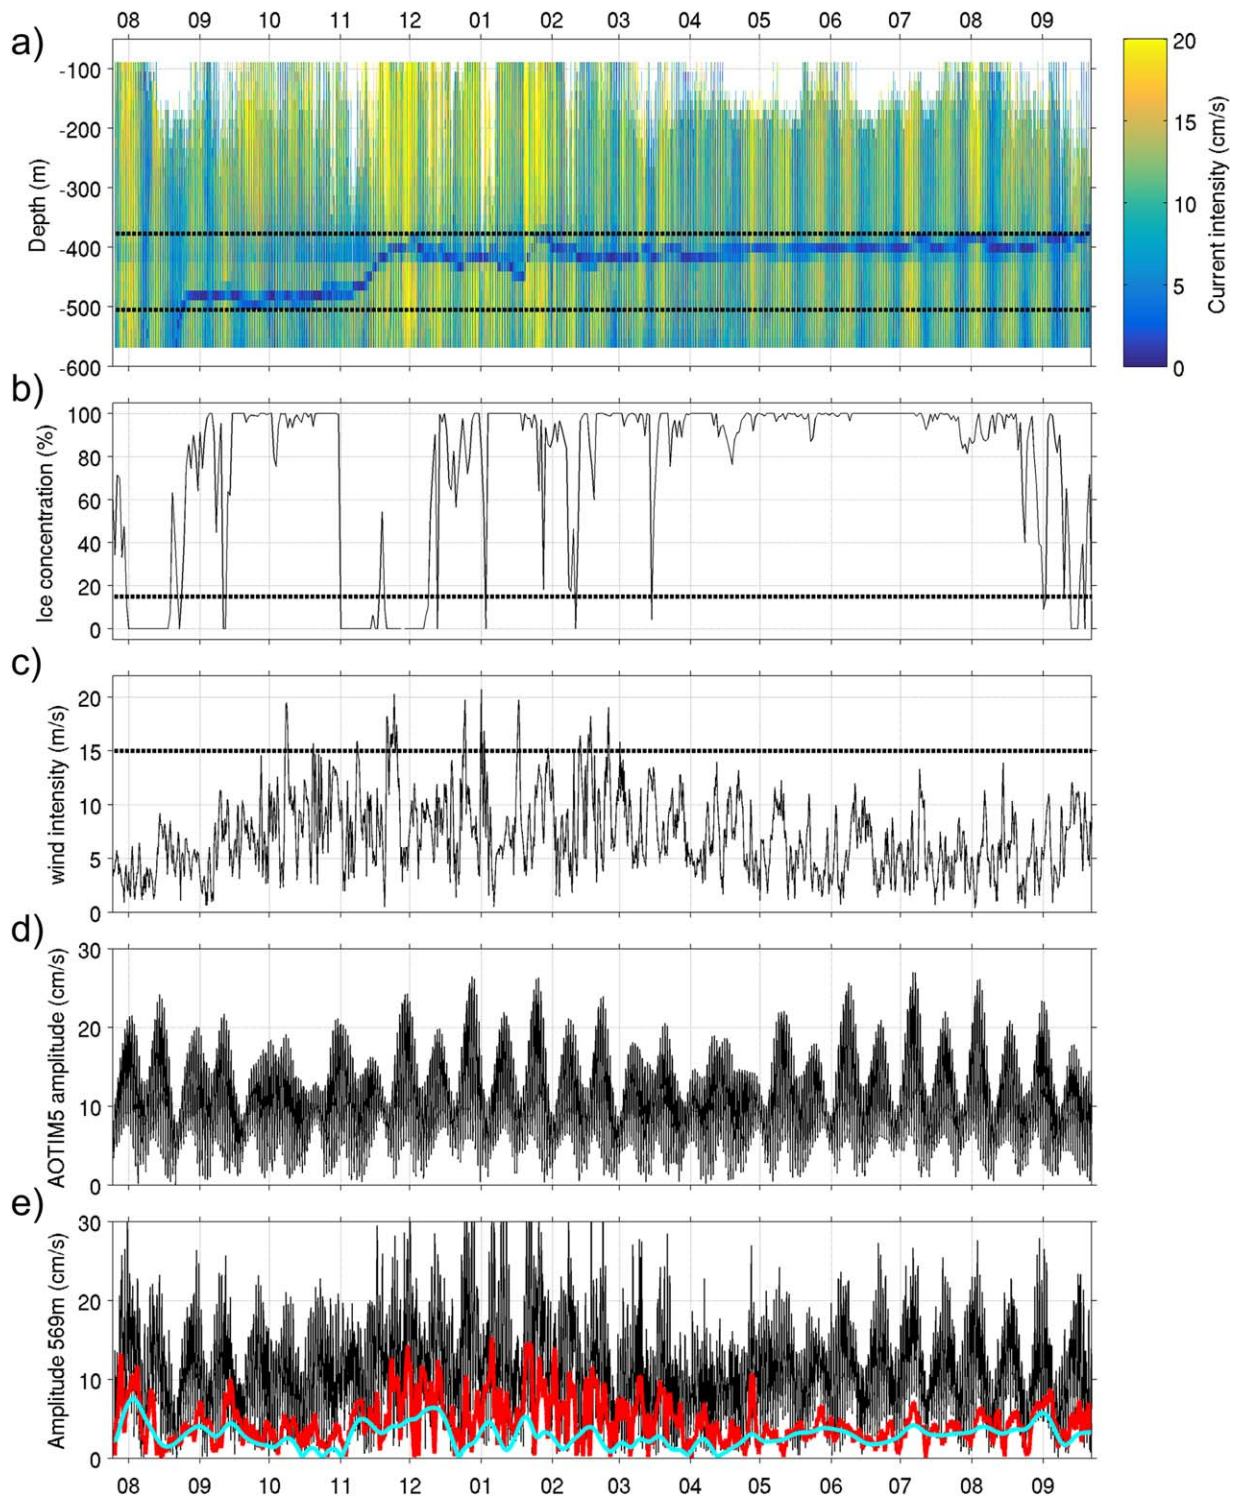 08 09 10 11 12 01 02 03 04 05 06 07 08 09
a)
-100
-200
-300
-400
-500
-600
Depth (m)
20
15
10
5
0
Current intensity (cm/s)
b)
100
80
60
40
20
0
Ice concentration (%)
c)
20
15
10
5
0
wind intensity (m/s)
d)
30
20
10
0
AOTIM5 amplitude (cm/s)
e)
30
20
10
0
Amplitude 569m (cm/s)
08 09 10 11 12 01 02 03 04 05 06 07 08 09